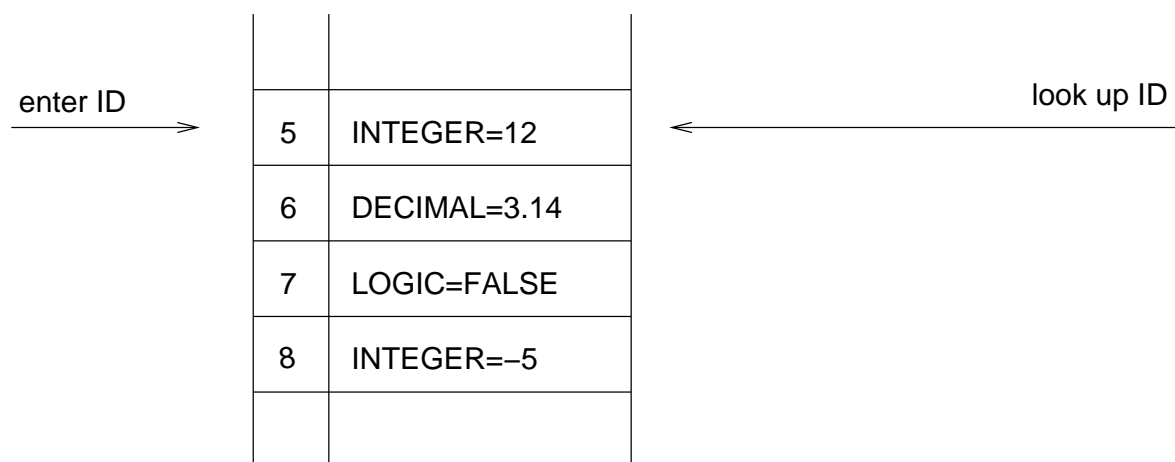 enter ID
look up ID
5 INTEGER=12
6 DECIMAL=3.14
7 LOGIC=FALSE
8 INTEGER=−5